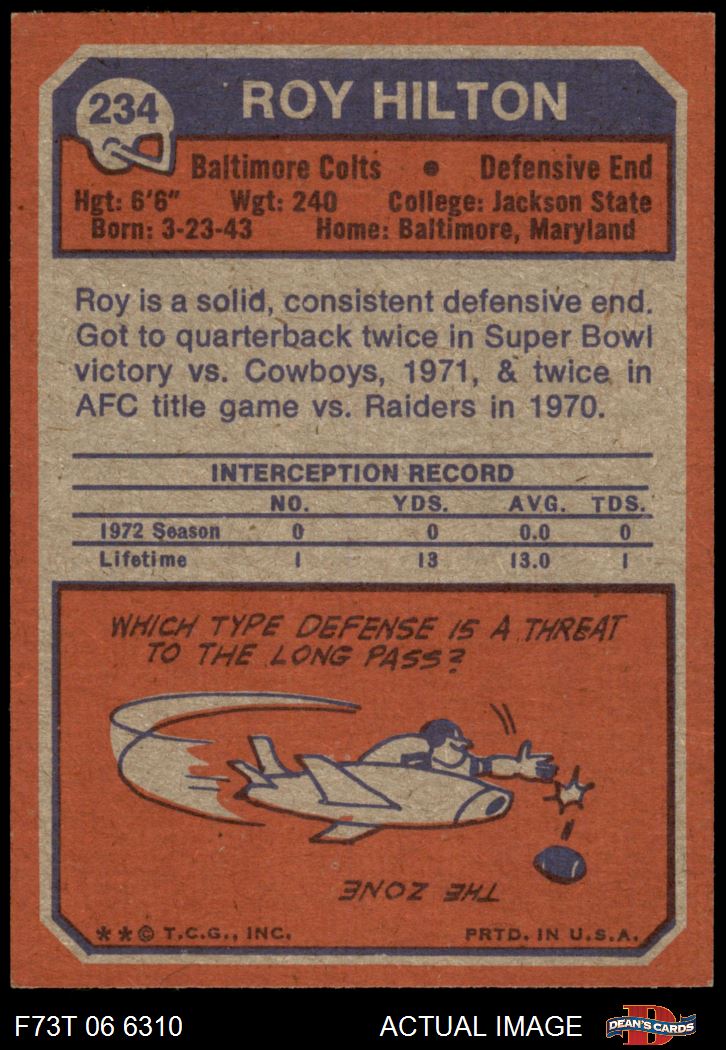 234
ROY HILTON
Baltimore Colts • Defensive End
Hgt: 6'6" Wgt: 240 College: Jackson State
Born: 3-23-43 Home: Baltimore, Maryland
Roy is a solid, consistent defensive end.
Got to quarterback twice in Super Bowl
victory vs. Cowboys, 1971, & twice in
AFC title game vs. Raiders in 1970.
INTERCEPTION RECORD
NO. YDS. AVG. TDS.
1972 Season 0 0 0.0 0
Lifetime 1 13 13.0 1
WHICH TYPE DEFENSE IS A THREAT
TO THE LONG PASS?
THE ZONE
**© T.C.G., INC. PRTD. IN U.S.A.
F73T 06 6310 ACTUAL IMAGE D DEAN'S CARDS